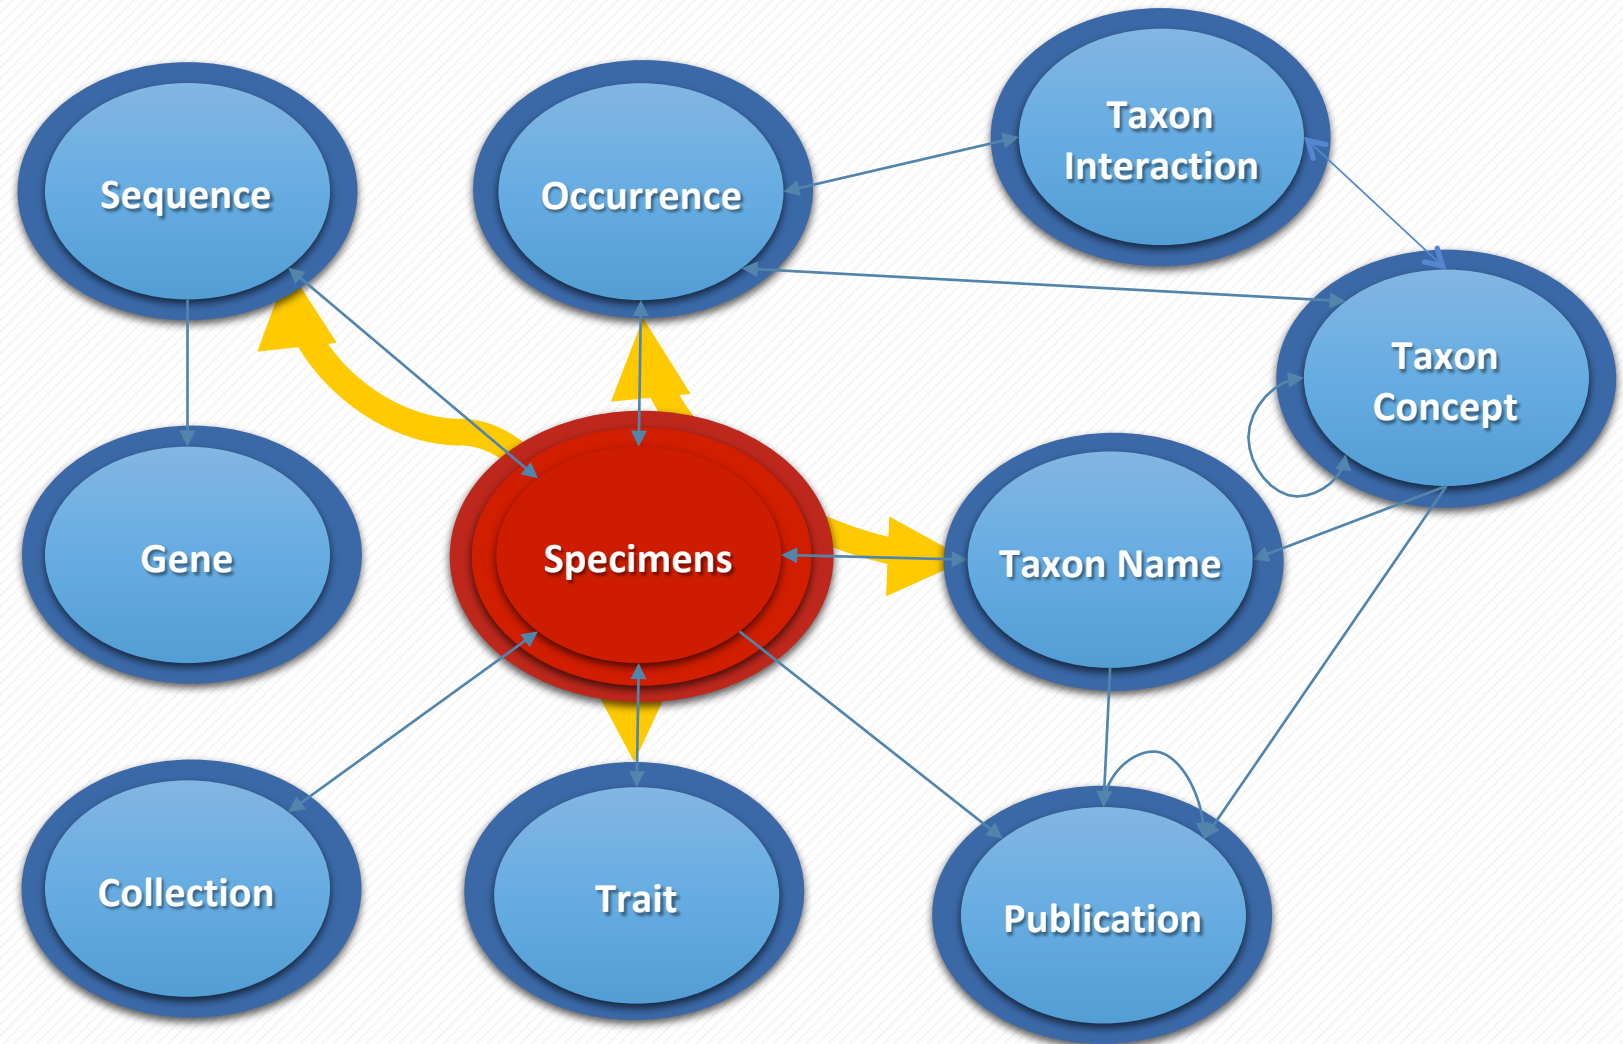 Sequence
Occurrence
Taxon
Interaction
Taxon
Concept
Gene
Specimens
Taxon Name
Collection
Trait
Publication